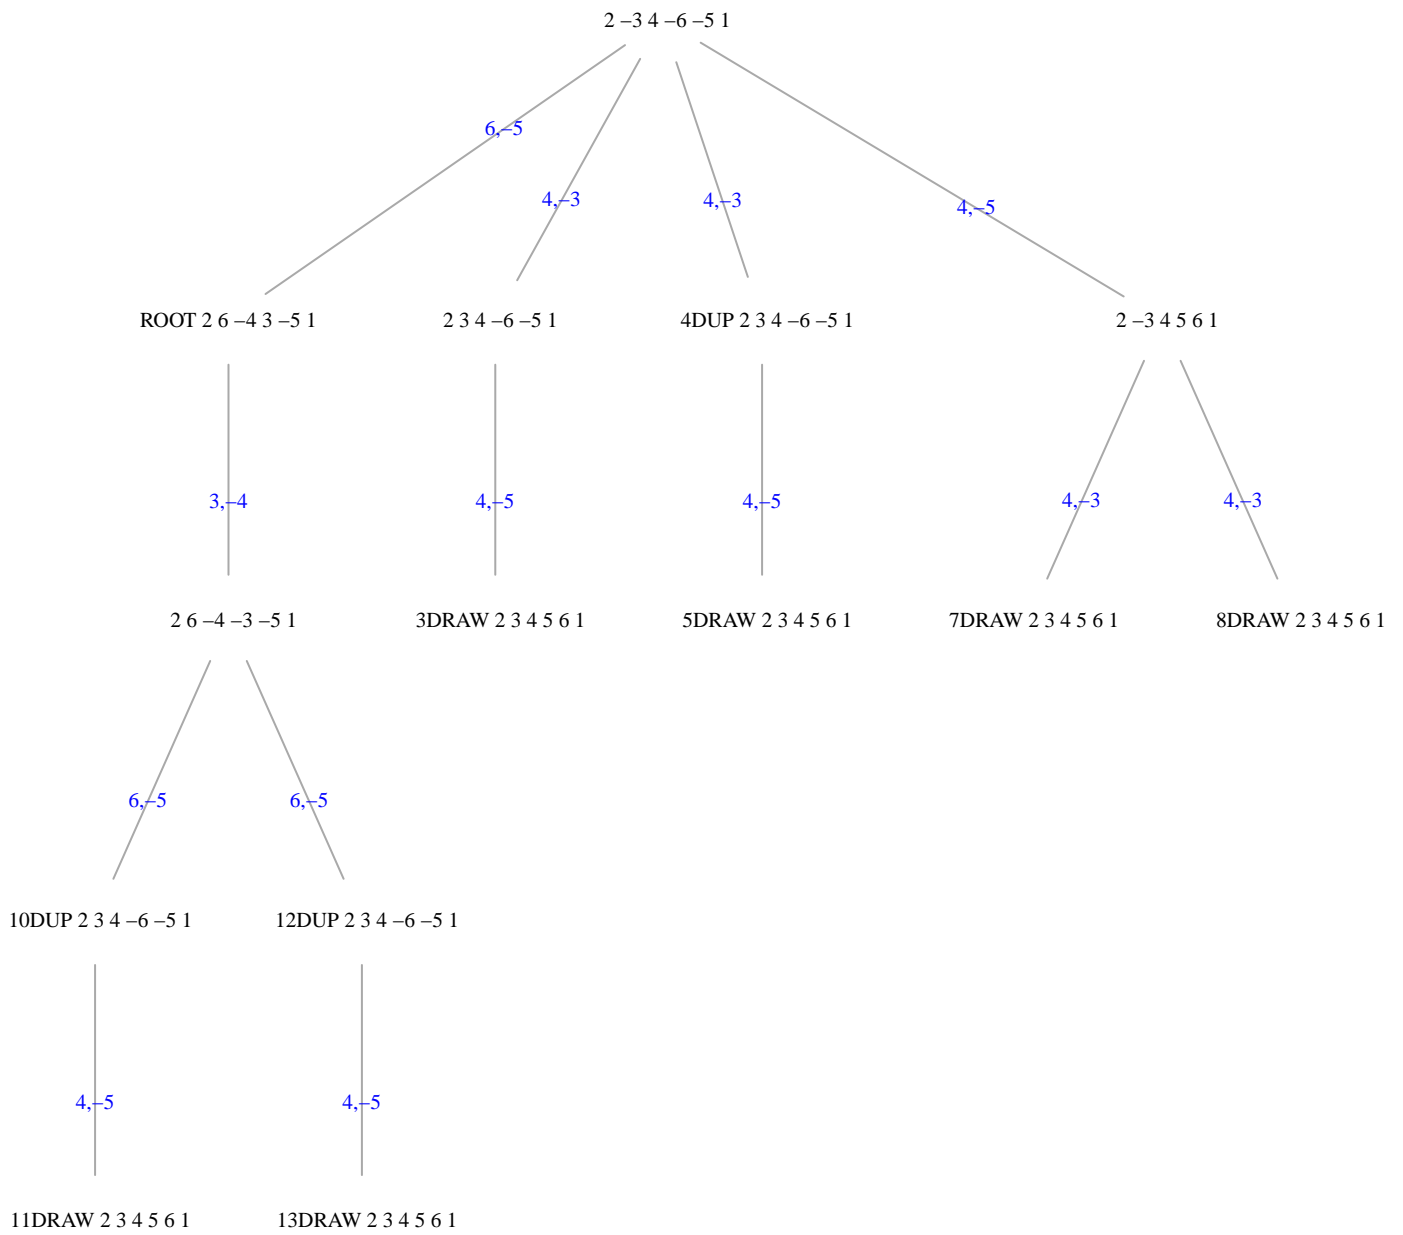 2 –3 4 –6 –5 1
6,–5
4,–3
4,–3
4,–5
ROOT 2 6 –4 3 –5 1
2 3 4 –6 –5 1
4DUP 2 3 4 –6 –5 1
2 –3 4 5 6 1
3,–4
4,–5
4,–5
4,–3
4,–3
2 6 –4 –3 –5 1
3DRAW 2 3 4 5 6 1
5DRAW 2 3 4 5 6 1
7DRAW 2 3 4 5 6 1
8DRAW 2 3 4 5 6 1
6,–5
6,–5
10DUP 2 3 4 –6 –5 1
12DUP 2 3 4 –6 –5 1
4,–5
4,–5
11DRAW 2 3 4 5 6 1
13DRAW 2 3 4 5 6 1